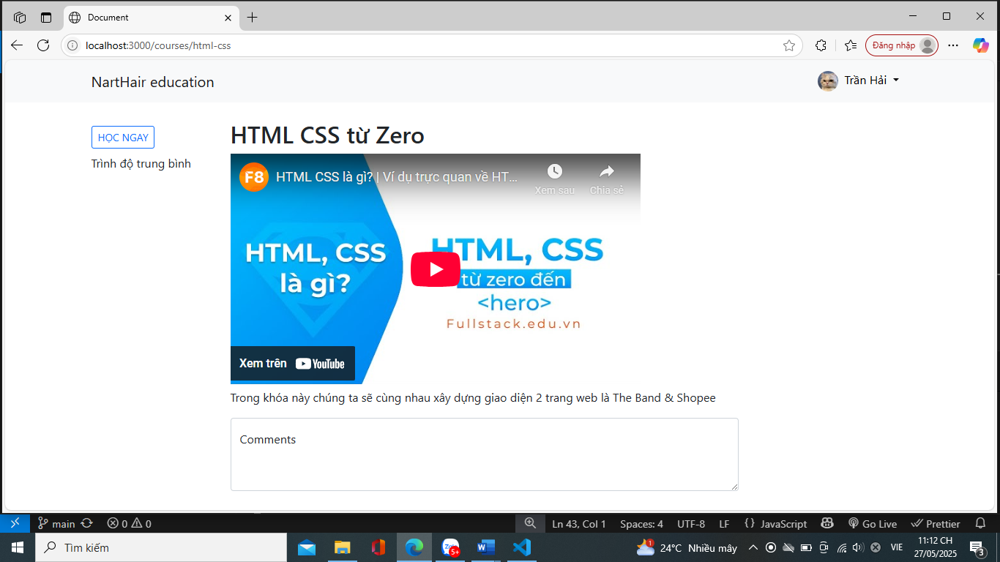 Document
localhost:3000/courses/html-css
Đăng nhập
NartHair education
Trần Hải
HỌC NGAY
Trình độ trung bình
HTML CSS từ Zero
F8
HTML CSS là gì? | Ví dụ trực quan về HT...
Xem sau
Chia sẻ
HTML, CSS
là gì?
HTML, CSS
từ zero đến
<hero>
Fullstack.edu.vn
Xem trên YouTube
Trong khóa này chúng ta sẽ cùng nhau xây dựng giao diện 2 trang web là The Band & Shopee
Comments
main
0
0
Ln 43, Col 1
Spaces: 4
UTF-8
LF
{} JavaScript
Go Live
Prettier
Tìm kiếm
5+
1
24°C Nhiều mây
VIE
11:12 CH
27/05/2025
3